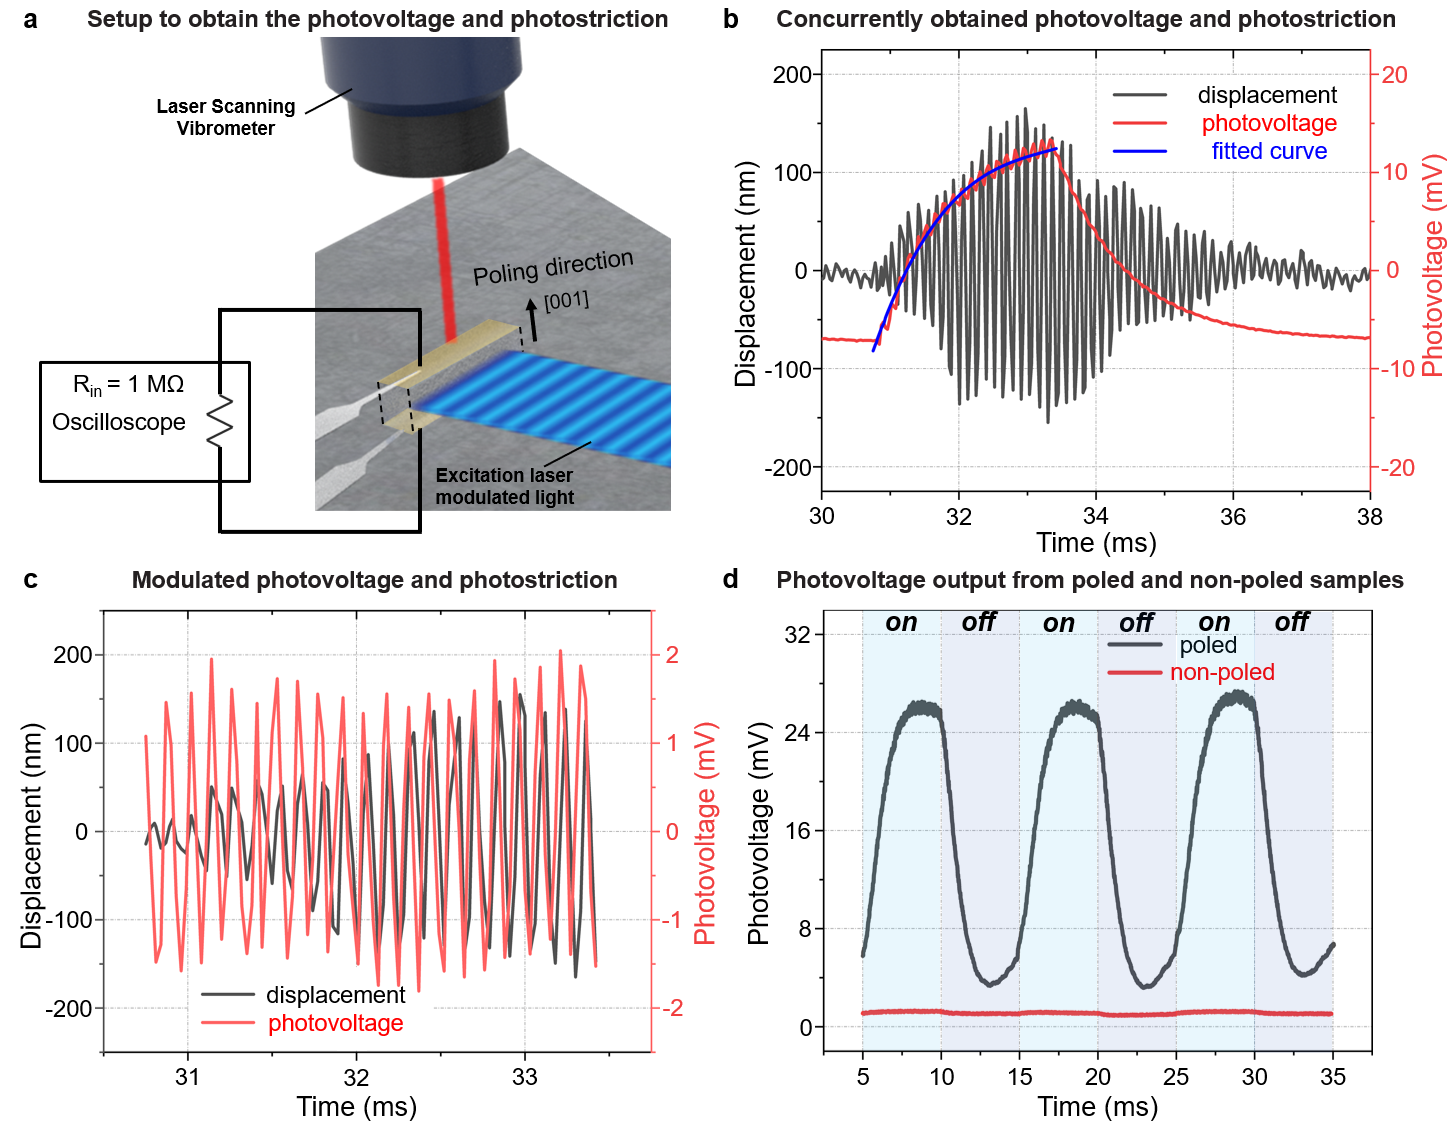 a Setup to obtain the photovoltage and photostriction
Laser Scanning
Vibrometer
Poling direction
[001]
Rin = 1 MΩ
Oscilloscope
Excitation laser
modulated light
b Concurrently obtained photovoltage and photostriction
displacement
photovoltage
fitted curve
200
100
0
-100
-200
Displacement (nm)
20
10
0
-10
-20
Photovoltage (mV)
30 32 34 36 38
Time (ms)
c Modulated photovoltage and photostriction
200
100
0
-100
-200
Displacement (nm)
2
1
0
-1
-2
Photovoltage (mV)
displacement
photovoltage
31 32 33
Time (ms)
d Photovoltage output from poled and non-poled samples
on off on off on off
poled
non-poled
32
24
16
8
0
Photovoltage (mV)
5 10 15 20 25 30 35
Time (ms)